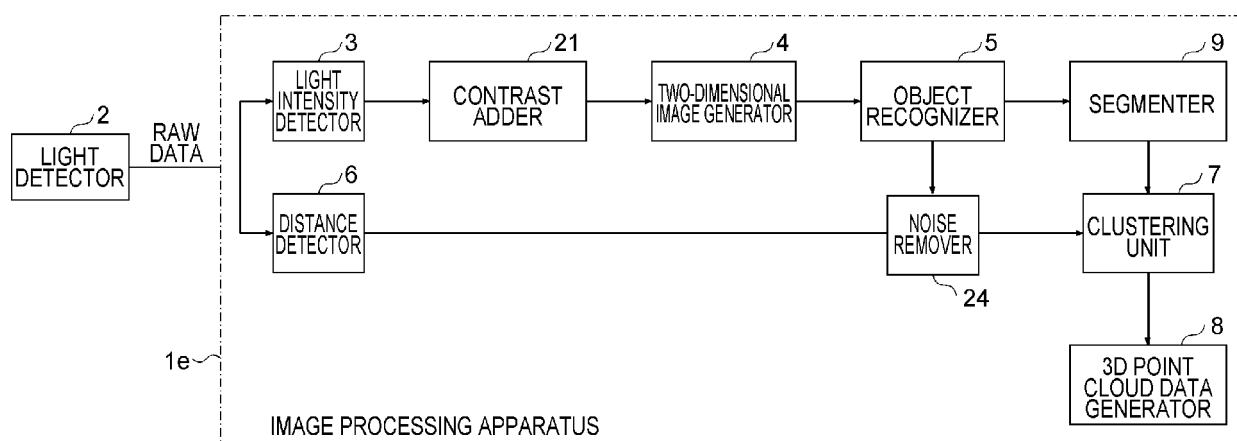 3
21
4
5
9
LIGHT
INTENSITY
DETECTOR
CONTRAST
ADDER
TWO-DIMENSIONAL
IMAGE GENERATOR
OBJECT
RECOGNIZER
SEGMENTER
2
LIGHT
DETECTOR
RAW
DATA
6
DISTANCE
DETECTOR
NOISE
REMOVER
24
7
CLUSTERING
UNIT
8
3D POINT
CLOUD DATA
GENERATOR
1e
IMAGE PROCESSING APPARATUS